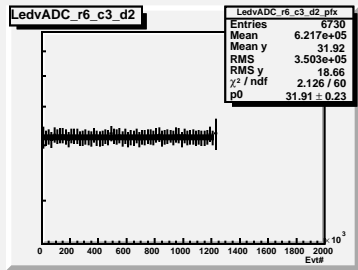 LedvADC_r6_c3_d2
LedvADC_r6_c3_d2_pfx
Entries 6730
Mean 6.217e+05
Mean y 31.92
RMS 3.503e+05
RMS y 18.66
χ² / ndf 2.126 / 60
p0 31.91 ± 0.23
0 200 400 600 800 1000 1200 1400 1600 1800 2000
×10³
Evt#